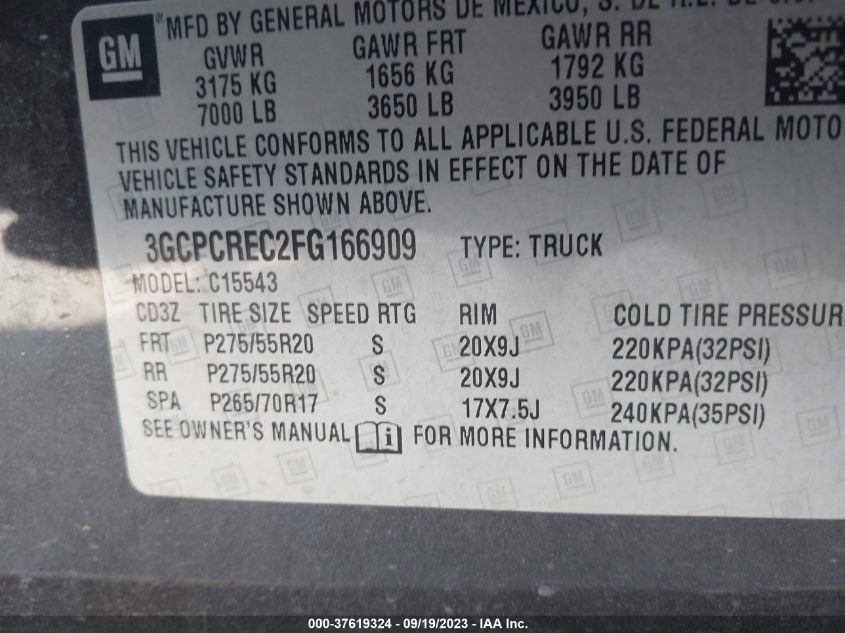 GM
® MFD BY GENERAL MOTORS DE MEXICO, S. DE R.L. DE
GVWR GAWR FRT GAWR RR
3175 KG 1656 KG 1792 KG
7000 LB 3650 LB 3950 LB
THIS VEHICLE CONFORMS TO ALL APPLICABLE U.S. FEDERAL MOTO
VEHICLE SAFETY STANDARDS IN EFFECT ON THE DATE OF
MANUFACTURE SHOWN ABOVE.
3GCPCREC2FG166909 TYPE: TRUCK
MODEL: C15543
CD3Z TIRE SIZE SPEED RTG RIM COLD TIRE PRESSUR
FRT P275/55R20 S 20X9J 220KPA(32PSI)
RR P275/55R20 S 20X9J 220KPA(32PSI)
SPA P265/70R17 S 17X7.5J 240KPA(35PSI)
SEE OWNER'S MANUAL i FOR MORE INFORMATION.
000-37619324 - 09/19/2023 - IAA Inc.